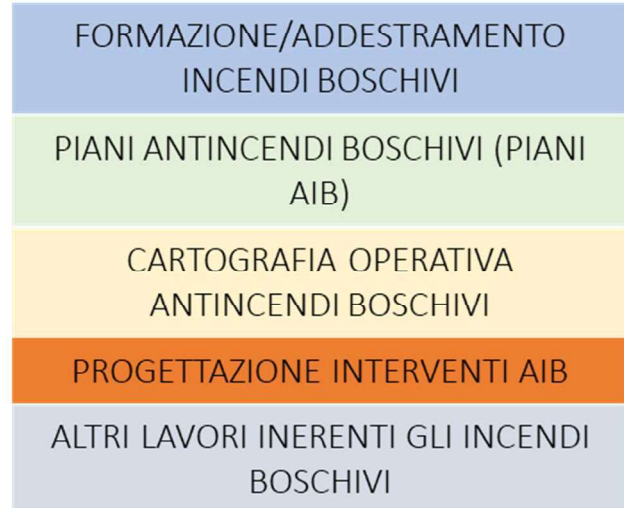 FORMAZIONE/ADDESTRAMENTO
INCENDI BOSCHIVI
PIANI ANTINCENDI BOSCHIVI (PIANI
AIB)
CARTOGRAFIA OPERATIVA
ANTINCENDI BOSCHIVI
PROGETTAZIONE INTERVENTI AIB
ALTRI LAVORI INERENTI GLI INCENDI
BOSCHIVI